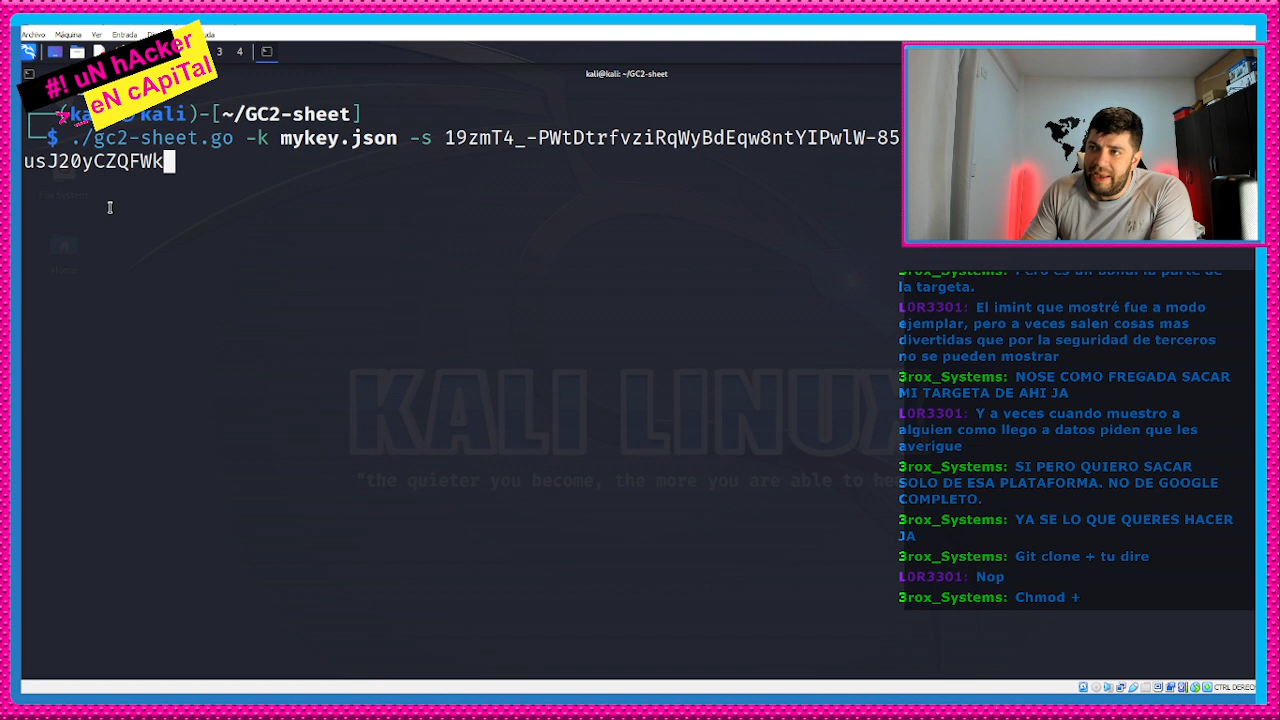 Archivo Máquina Ver Entrada
#! uN hAcker
eN cApiTal
3 4
kali@kali: ~/GC2-sheet
kali)-[~/GC2-sheet]
$ ./gc2-sheet.go -k mykey.json -s 19zmT4_-PWtDtrfvziRqWyBdEqw8ntYIPwlW-85
usJ20yCZQFWk
File System
Home
KALI LINUX
"the quieter you become, the more you are able to he
3rox_Systems: Pero es un bondi la parte de
la targeta.
L0R3301: El imint que mostré fue a modo
ejemplar, pero a veces salen cosas mas
divertidas que por la seguridad de terceros
no se pueden mostrar
3rox_Systems: NOSE COMO FREGADA SACAR
MI TARGETA DE AHI JA
L0R3301: Y a veces cuando muestro a
alguien como llego a datos piden que les
averigue
3rox_Systems: SI PERO QUIERO SACAR
SOLO DE ESA PLATAFORMA. NO DE GOOGLE
COMPLETO.
3rox_Systems: YA SE LO QUE QUERES HACER
JA
3rox_Systems: Git clone + tu dire
L0R3301: Nop
3rox_Systems: Chmod +
CTRL DEREC